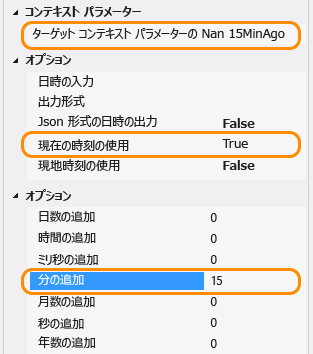 コンテキスト パラメーター
ターゲット コンテキスト パラメーターの Nan 15MinAgo
オプション
日時の入力
出力形式
Json 形式の日時の出力 False
現在の時刻の使用 True
現地時刻の使用 False
オプション
日数の追加 0
時間の追加 0
ミリ秒の追加 0
分の追加 15
月数の追加 0
秒の追加 0
年数の追加 0